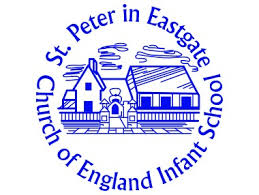 St. Peter in Eastgate
Church of England Infant School